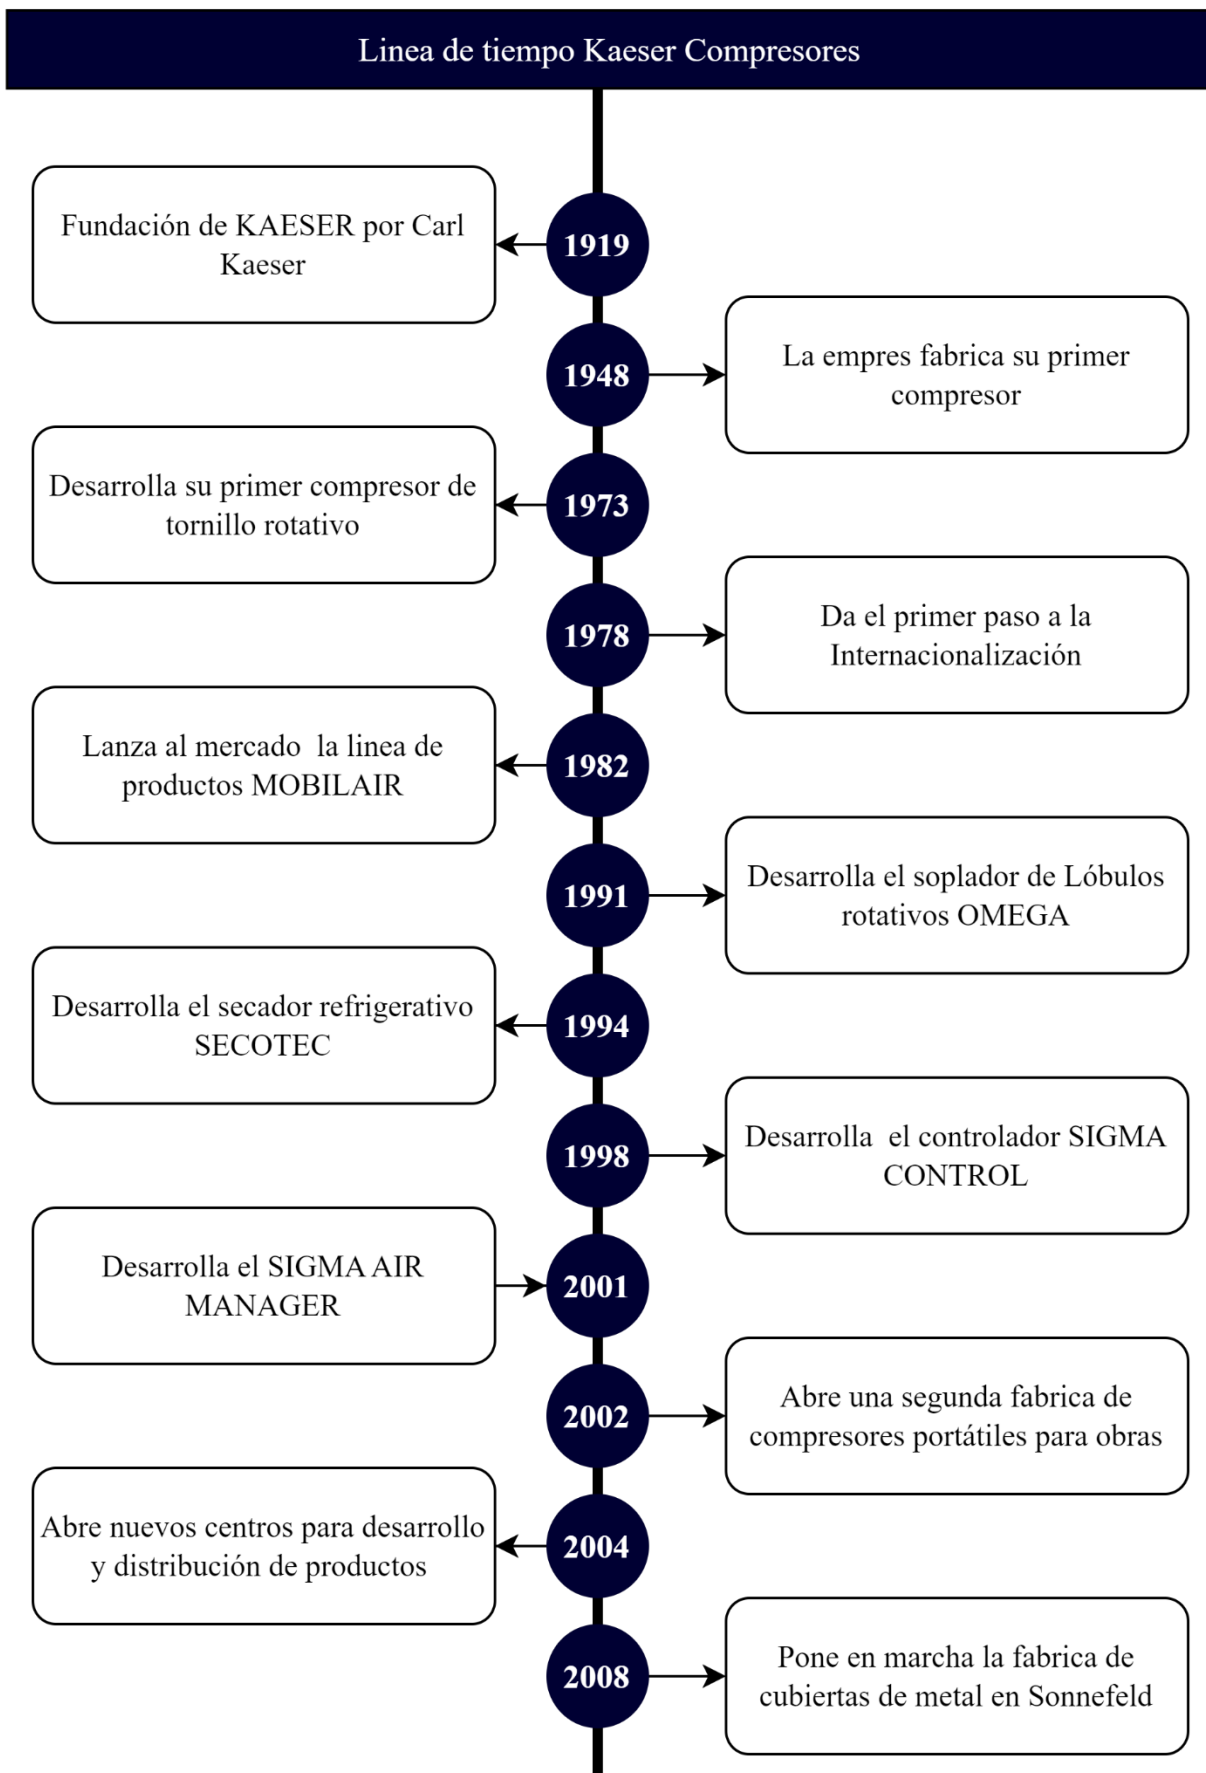 Linea de tiempo Kaeser Compresores
1919
Fundación de KAESER por Carl
Kaeser
1948
La empres fabrica su primer
compresor
1973
Desarrolla su primer compresor de
tornillo rotativo
1978
Da el primer paso a la
Internacionalización
1982
Lanza al mercado  la linea de
productos MOBILAIR
1991
Desarrolla el soplador de Lóbulos
rotativos OMEGA
1994
Desarrolla el secador refrigerativo
SECOTEC
1998
Desarrolla  el controlador SIGMA
CONTROL
2001
Desarrolla el SIGMA AIR
MANAGER
2002
Abre una segunda fabrica de
compresores portátiles para obras
2004
Abre nuevos centros para desarrollo
y distribución de productos
2008
Pone en marcha la fabrica de
cubiertas de metal en Sonnefeld